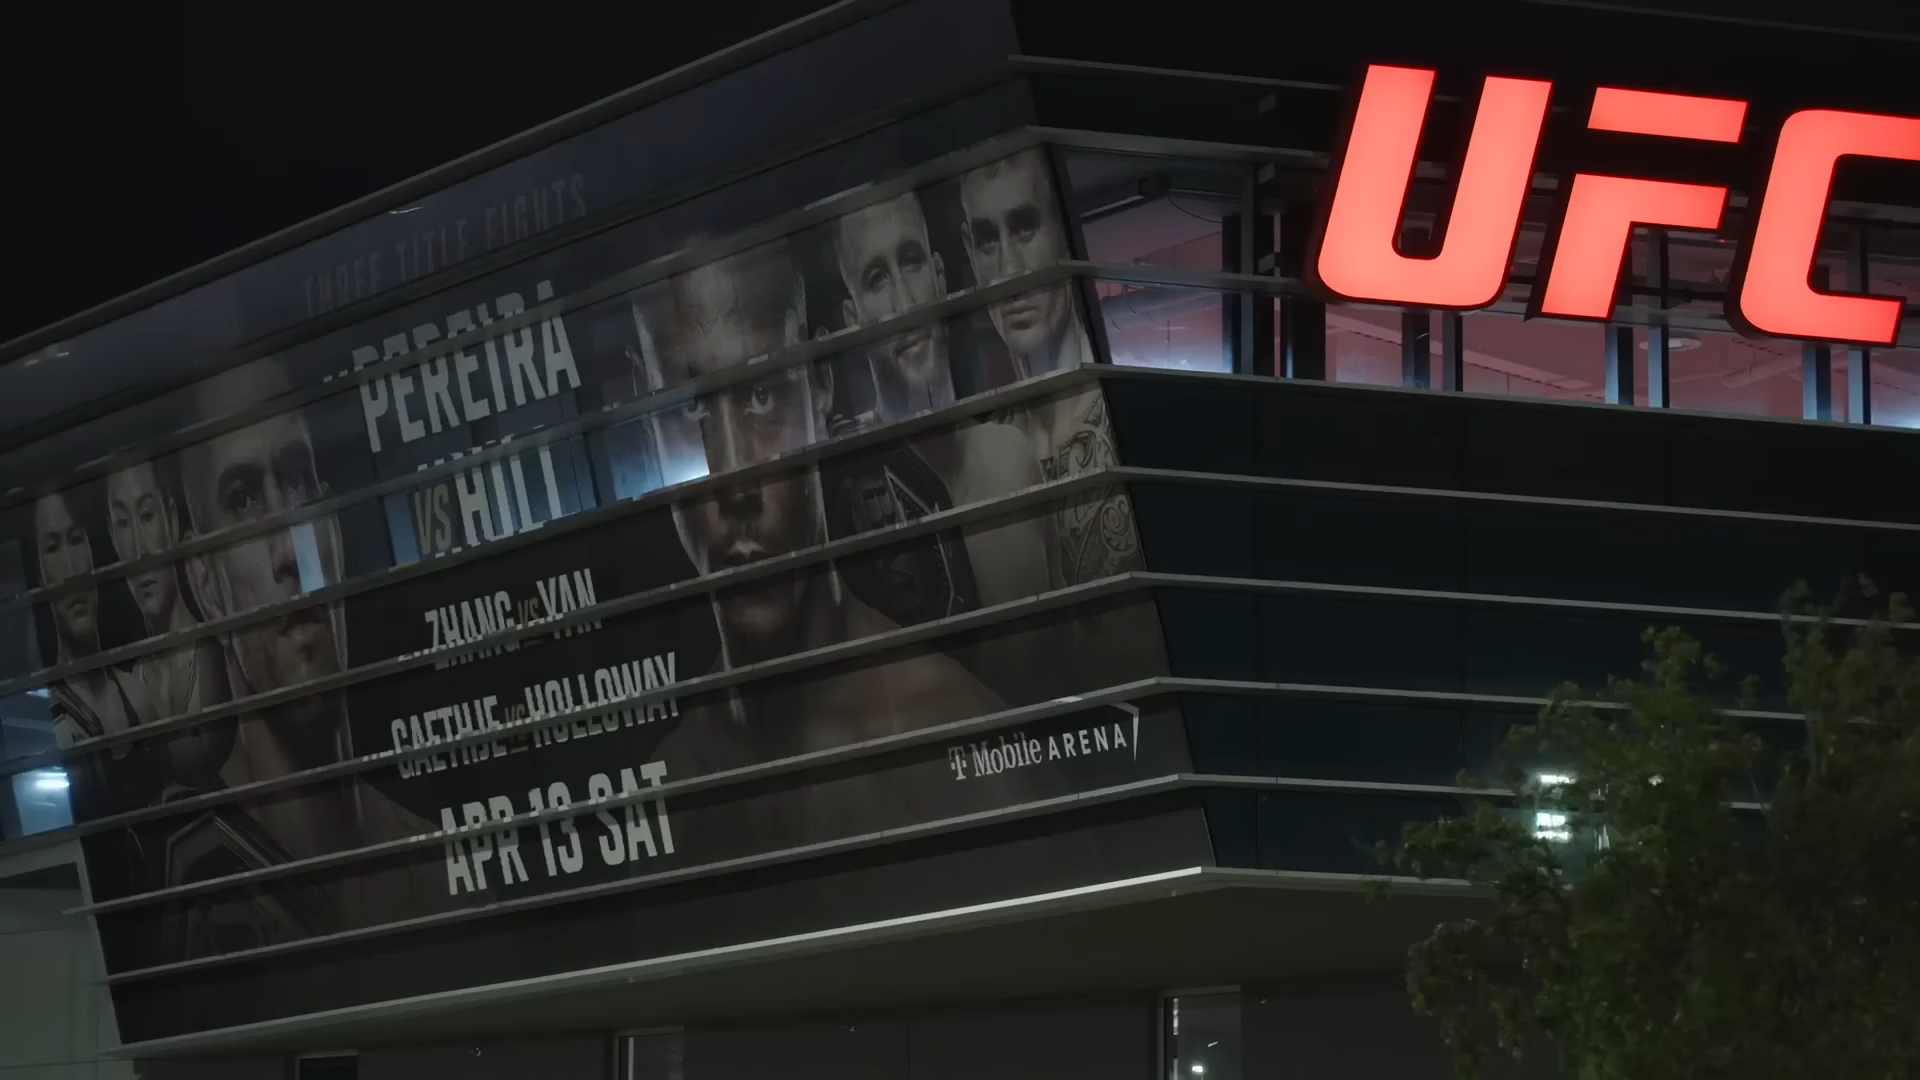 UFC
THREE TITLE FIGHTS
PEREIRA
VS HILL
ZHANG VS YAN
GAETHJE VS HOLLOWAY
APR 13 SAT
T Mobile ARENA